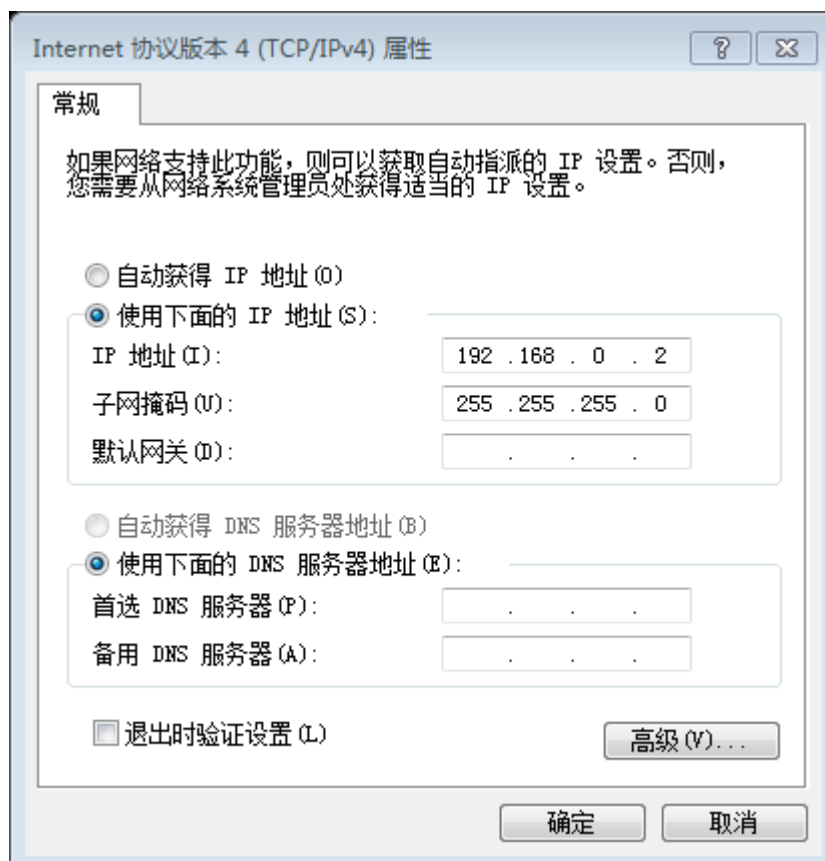 Internet 协议版本 4 (TCP/IPv4) 属性
常规
如果网络支持此功能，则可以获取自动指派的 IP 设置。否则，
您需要从网络系统管理员处获得适当的 IP 设置。
自动获得 IP 地址(O)
使用下面的 IP 地址(S):
IP 地址(I): 192 .168 . 0 . 2
子网掩码(U): 255 .255 .255 . 0
默认网关(D): . . .
自动获得 DNS 服务器地址(B)
使用下面的 DNS 服务器地址(E):
首选 DNS 服务器(P): . . .
备用 DNS 服务器(A): . . .
退出时验证设置(L)
高级(V)...
确定 取消